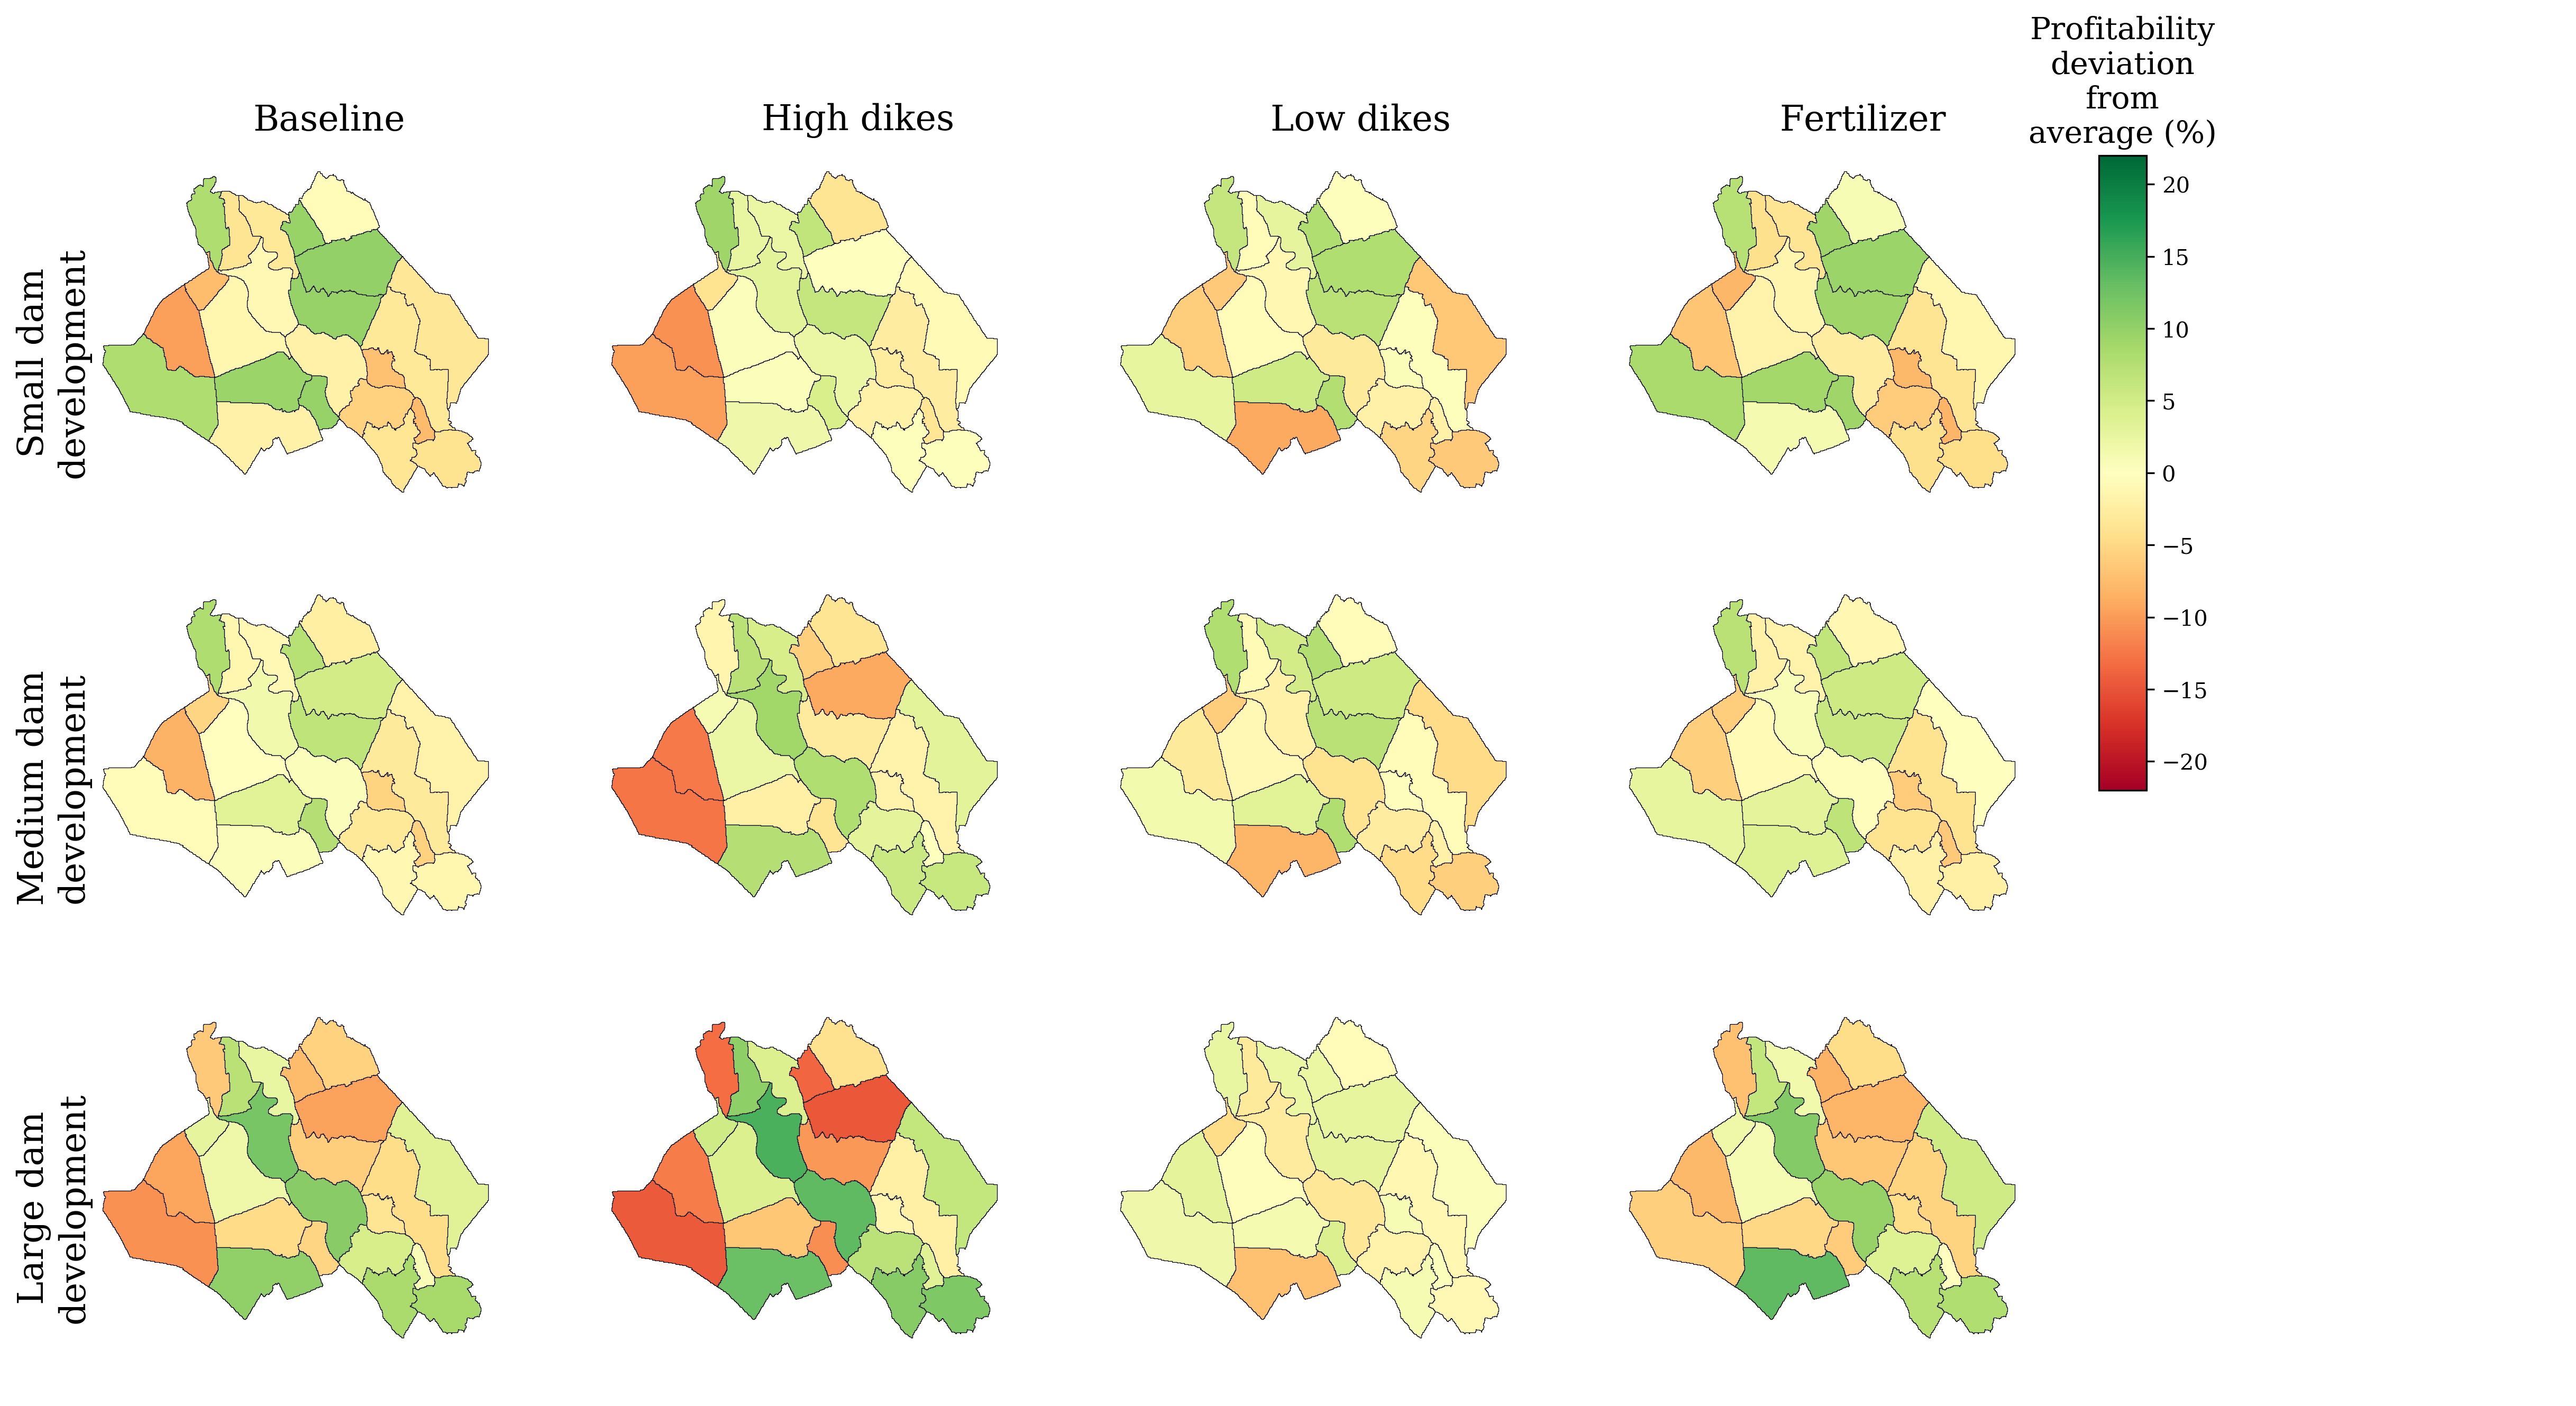 Profitability
deviation
from
average (%)
Baseline
High dikes
Low dikes
Fertilizer
Small dam
development
Medium dam
development
Large dam
development
20
15
10
5
0
−5
−10
−15
−20